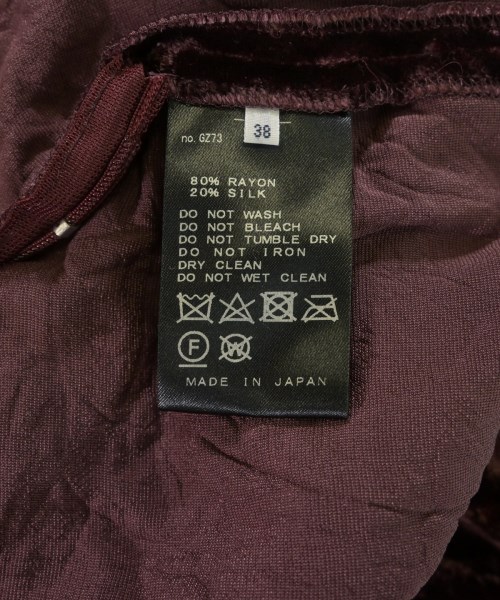 38
no. GZ73
80% RAYON
20% SILK
DO NOT WASH
DO NOT BLEACH
DO NOT TUMBLE DRY
DO NOT IRON
DRY CLEAN
DO NOT WET CLEAN
F W
MADE IN JAPAN